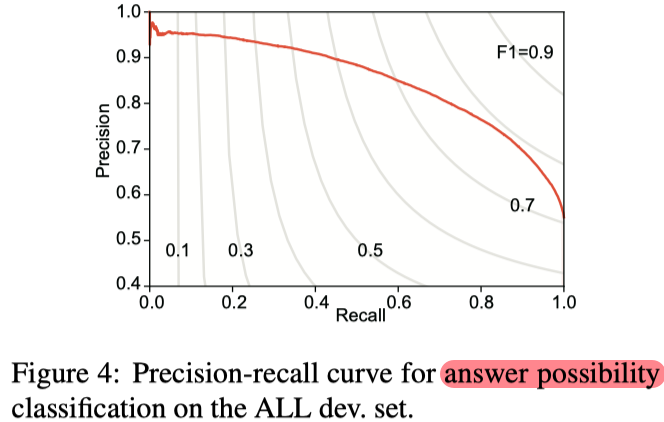 1.0
0.9
0.8
0.7
0.6
0.5
0.4
Precision
F1=0.9
0.7
0.1 0.3 0.5
0.0 0.2 0.4 0.6 0.8 1.0
Recall
Figure 4: Precision-recall curve for answer possibility
classification on the ALL dev. set.